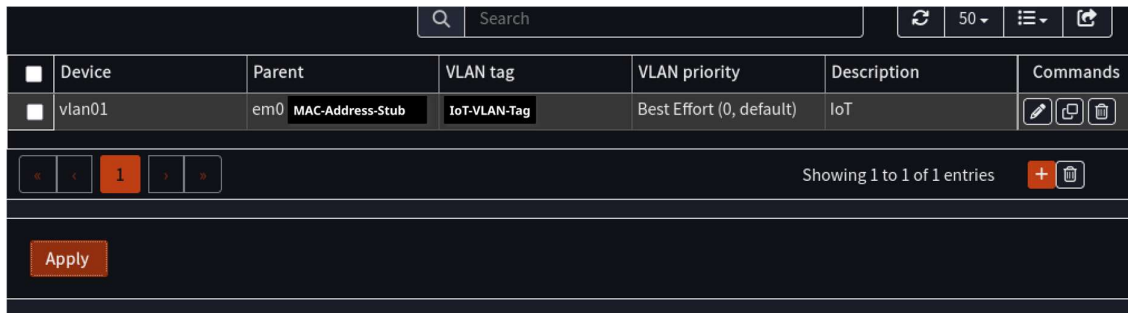 Search 50
Device Parent VLAN tag VLAN priority Description Commands
vlan01 em0 MAC-Address-Stub IoT-VLAN-Tag Best Effort (0, default) IoT
« ‹ 1 › » Showing 1 to 1 of 1 entries +
Apply